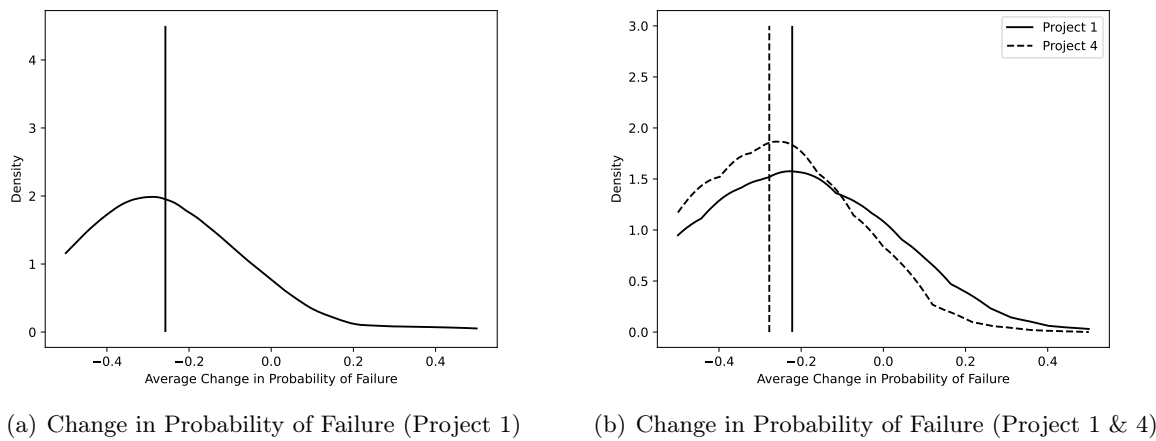 4
3
2
1
0
Density
−0.4
−0.2
0.0
0.2
0.4
Average Change in Probability of Failure
(a) Change in Probability of Failure (Project 1)
3.0
2.5
2.0
1.5
1.0
0.5
0.0
Density
Project 1
Project 4
−0.4
−0.2
0.0
0.2
0.4
Average Change in Probability of Failure
(b) Change in Probability of Failure (Project 1 & 4)